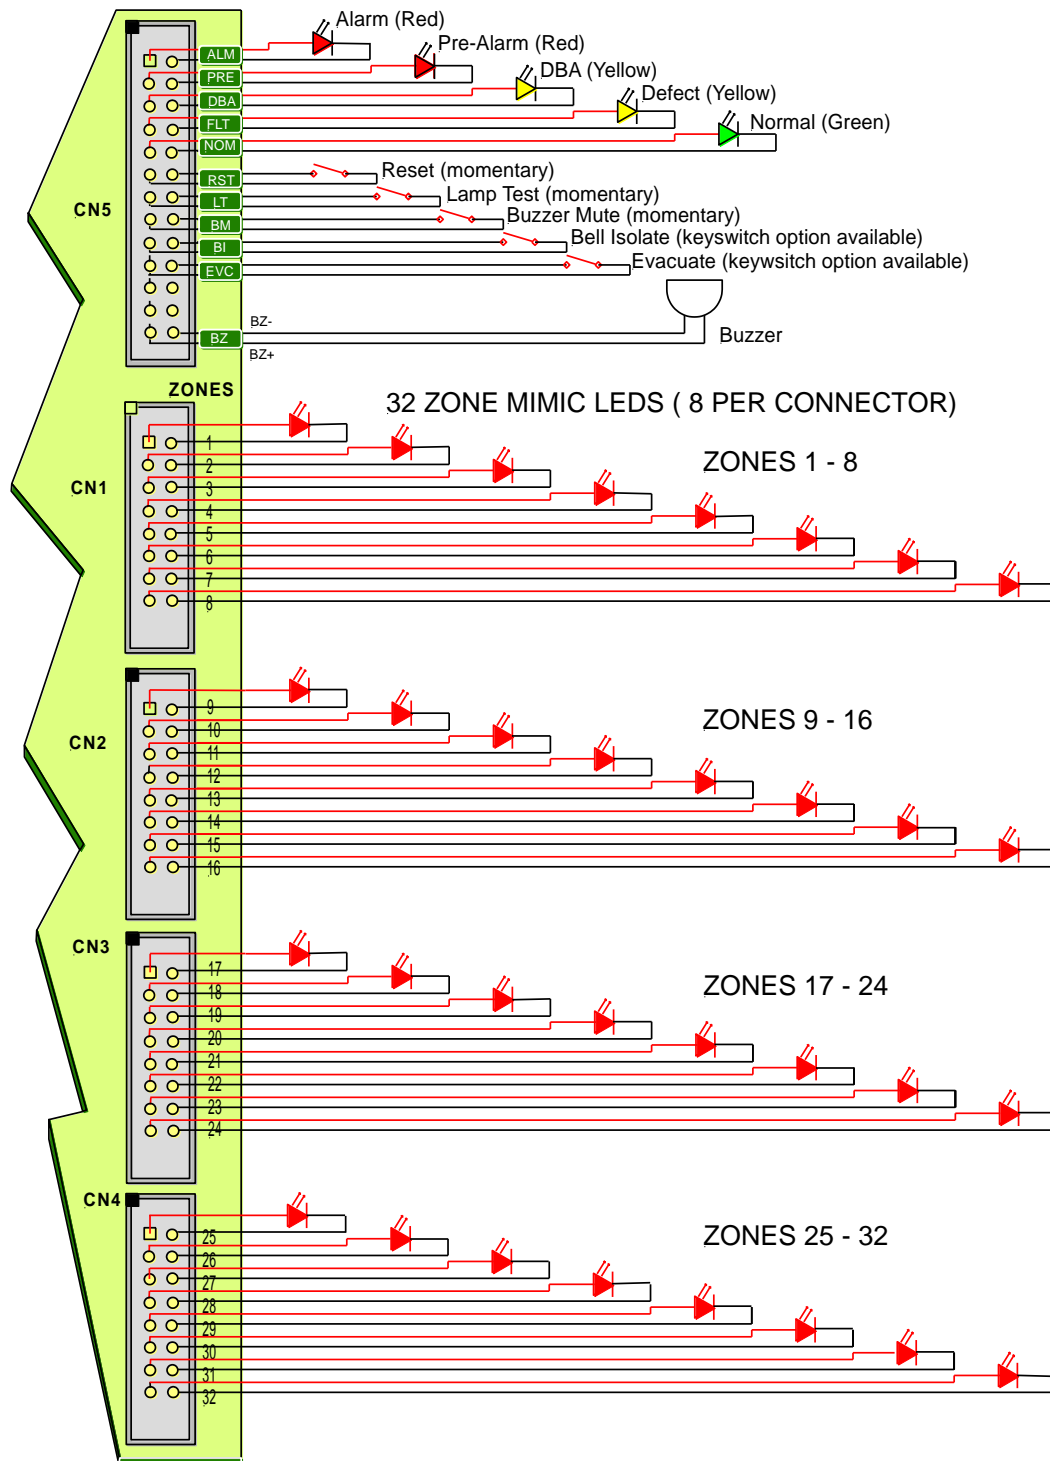 Alarm (Red)
ALM
Pre-Alarm (Red)
PRE
DBA (Yellow)
DBA
Defect (Yellow)
FLT
Normal (Green)
NOM
Reset (momentary)
RST
Lamp Test (momentary)
LT
CN5
Buzzer Mute (momentary)
BM
Bell Isolate (keyswitch option available)
BI
Evacuate (keywsitch option available)
EVC
BZ-
BZ
Buzzer
BZ+
ZONES
32 ZONE MIMIC LEDS ( 8 PER CONNECTOR)
ZONES 1 - 8
CN1
1
2
3
4
5
6
7
8
ZONES 9 - 16
CN2
9
10
11
12
13
14
15
16
CN3
ZONES 17 - 24
17
18
19
20
21
22
23
24
CN4
ZONES 25 - 32
25
26
27
28
29
30
31
32